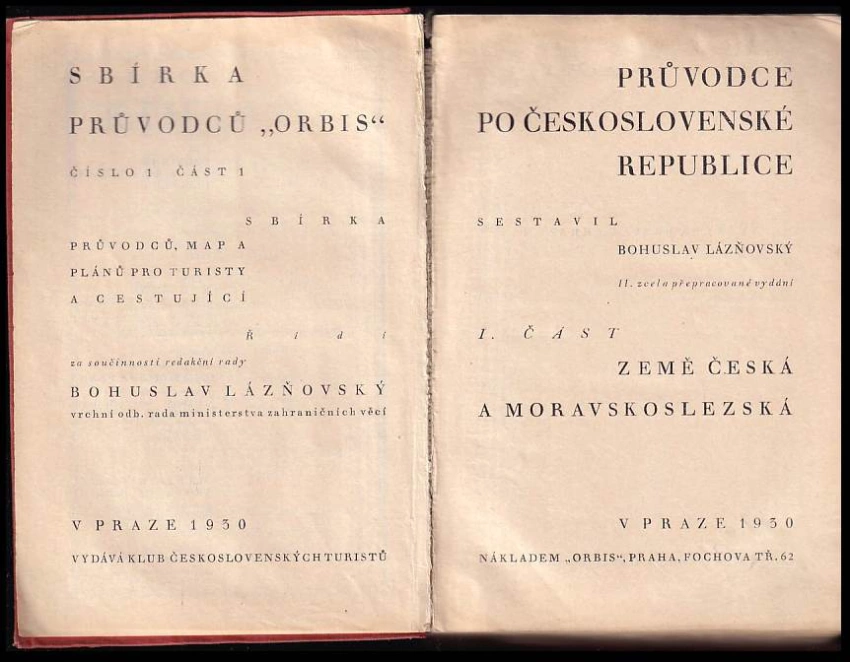 SBÍRKA
PRŮVODCŮ „ORBIS“
ČÍSLO 1 ČÁST 1
SBÍRKA
PRŮVODCŮ, MAP A
PLÁNŮ PRO TURISTY
A CESTUJÍCÍ
Řídí
za součinnosti redakční rady
BOHUSLAV LÁZŇOVSKÝ
vrchní odb. rada ministerstva zahraničních věcí
V PRAZE 1930
VYDÁVÁ KLUB ČESKOSLOVENSKÝCH TURISTŮ
PRŮVODCE
PO ČESKOSLOVENSKÉ
REPUBLICE
SESTAVIL
BOHUSLAV LÁZŇOVSKÝ
II. zcela přepracované vydání
I. ČÁST
ZEMĚ ČESKÁ
A MORAVSKOSLEZSKÁ
V PRAZE 1930
NÁKLADEM „ORBIS“, PRAHA, FOCHOVA TŘ. 62